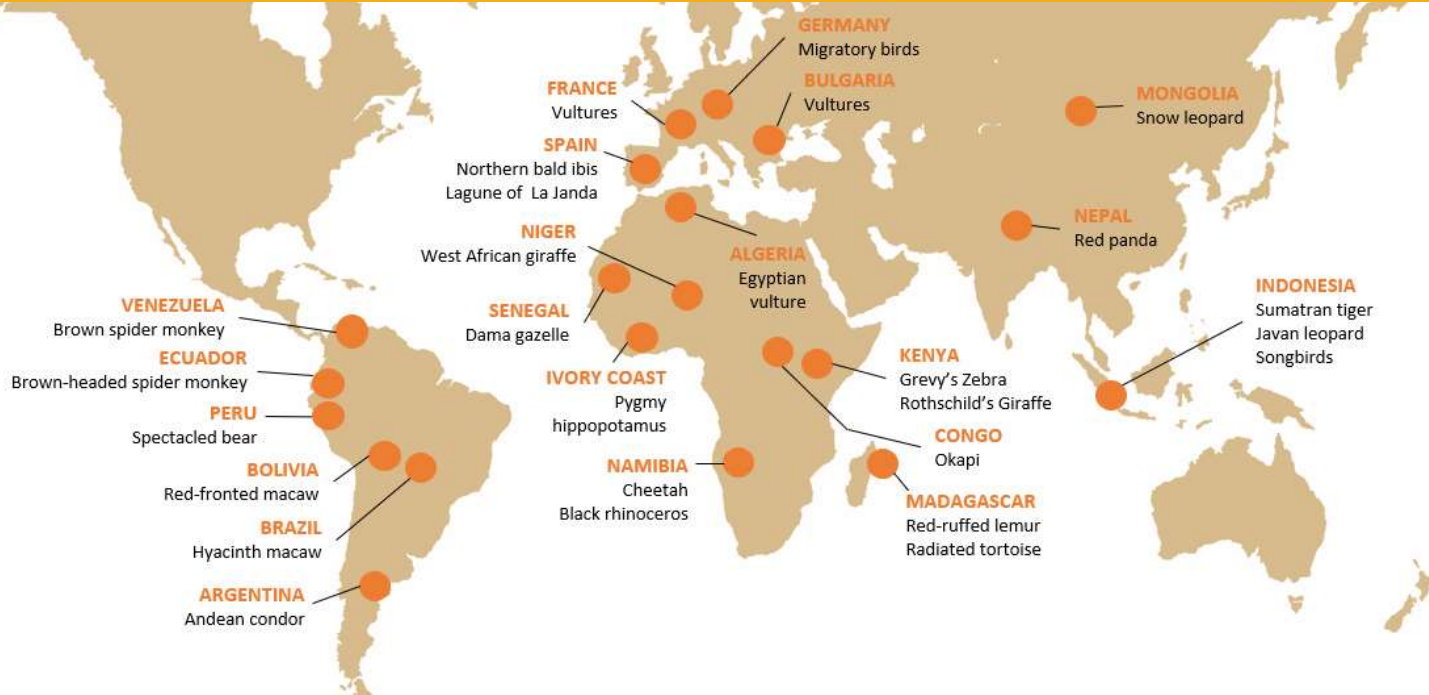 GERMANY
Migratory birds
FRANCE
Vultures
BULGARIA
Vultures
MONGOLIA
Snow leopard
SPAIN
Northern bald ibis
Lagune of La Janda
NIGER
West African giraffe
NEPAL
Red panda
ALGERIA
Egyptian
vulture
VENEZUELA
Brown spider monkey
SENEGAL
Dama gazelle
INDONESIA
Sumatran tiger
Javan leopard
Songbirds
ECUADOR
Brown-headed spider monkey
IVORY COAST
Pygmy
hippopotamus
KENYA
Grevy's Zebra
Rothschild's Giraffe
PERU
Spectacled bear
CONGO
Okapi
BOLIVIA
Red-fronted macaw
NAMIBIA
Cheetah
Black rhinoceros
MADAGASCAR
Red-ruffed lemur
Radiated tortoise
BRAZIL
Hyacinth macaw
ARGENTINA
Andean condor